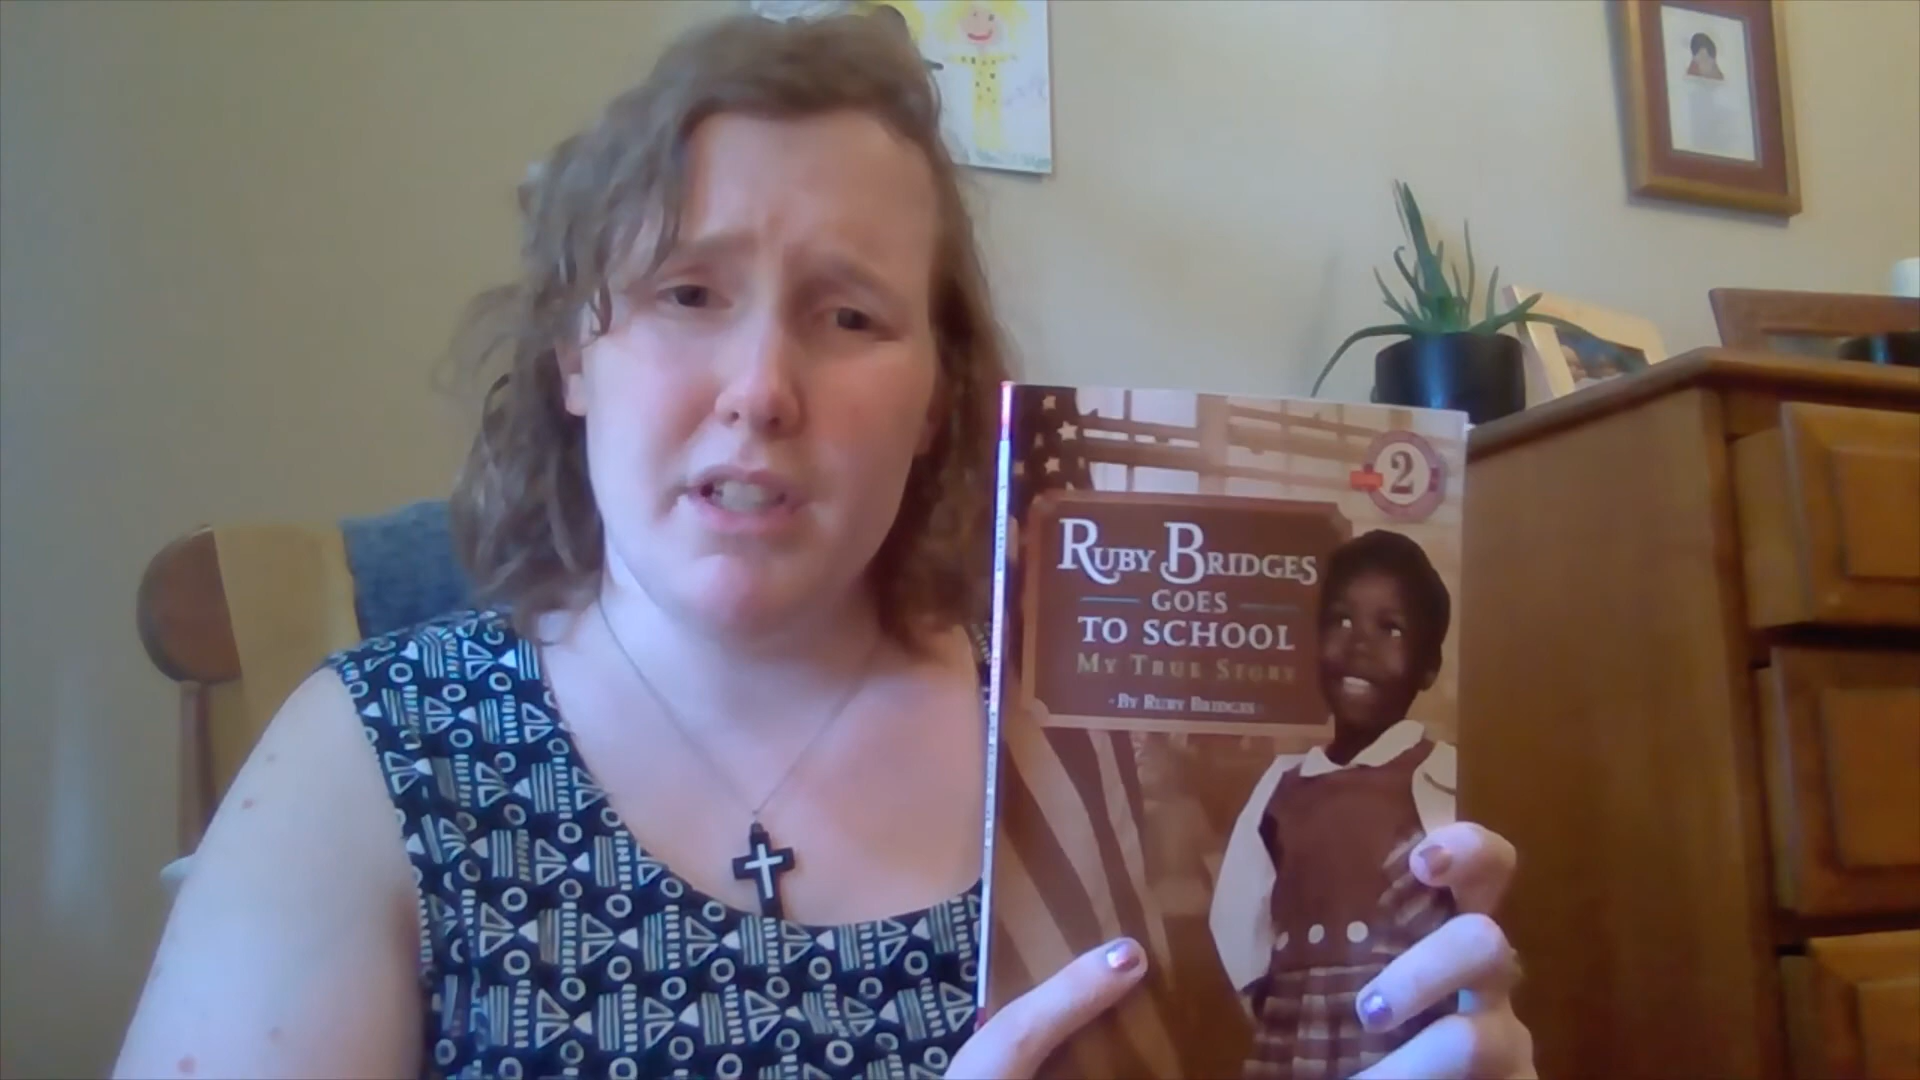 2
RUBY BRIDGES
GOES
TO SCHOOL
MY TRUE STORY
BY RUBY BRIDGES